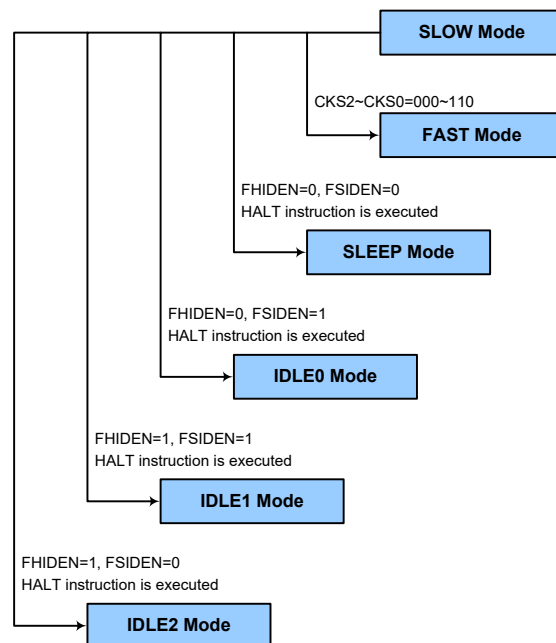 SLOW Mode
CKS2~CKS0=000~110
FAST Mode
FHIDEN=0, FSIDEN=0
HALT instruction is executed
SLEEP Mode
FHIDEN=0, FSIDEN=1
HALT instruction is executed
IDLE0 Mode
FHIDEN=1, FSIDEN=1
HALT instruction is executed
IDLE1 Mode
FHIDEN=1, FSIDEN=0
HALT instruction is executed
IDLE2 Mode